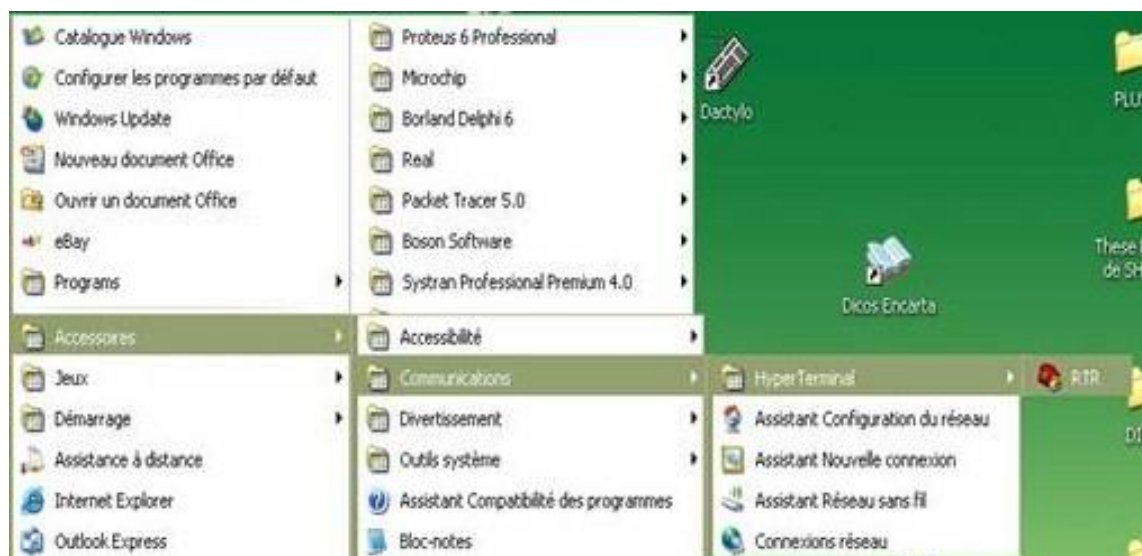 Catalogue Windows
Configurer les programmes par défaut
Windows Update
Nouveau document Office
Ouvrir un document Office
eBay
Programs
Accessoires
Jeux
Démarrage
Assistance à distance
Internet Explorer
Outlook Express
Proteus 6 Professional
Microchip
Borland Delphi 6
Real
Packet Tracer 5.0
Boson Software
Systran Professional Premium 4.0
Accessibilité
Communications
Divertissement
Outils système
Assistant Compatibilité des programmes
Bloc-notes
HyperTerminal
Assistant Configuration du réseau
Assistant Nouvelle connexion
Assistant Réseau sans fil
Connexions réseau
RTR
Dactylo
Dicos Encarta
PLU
These
de SH